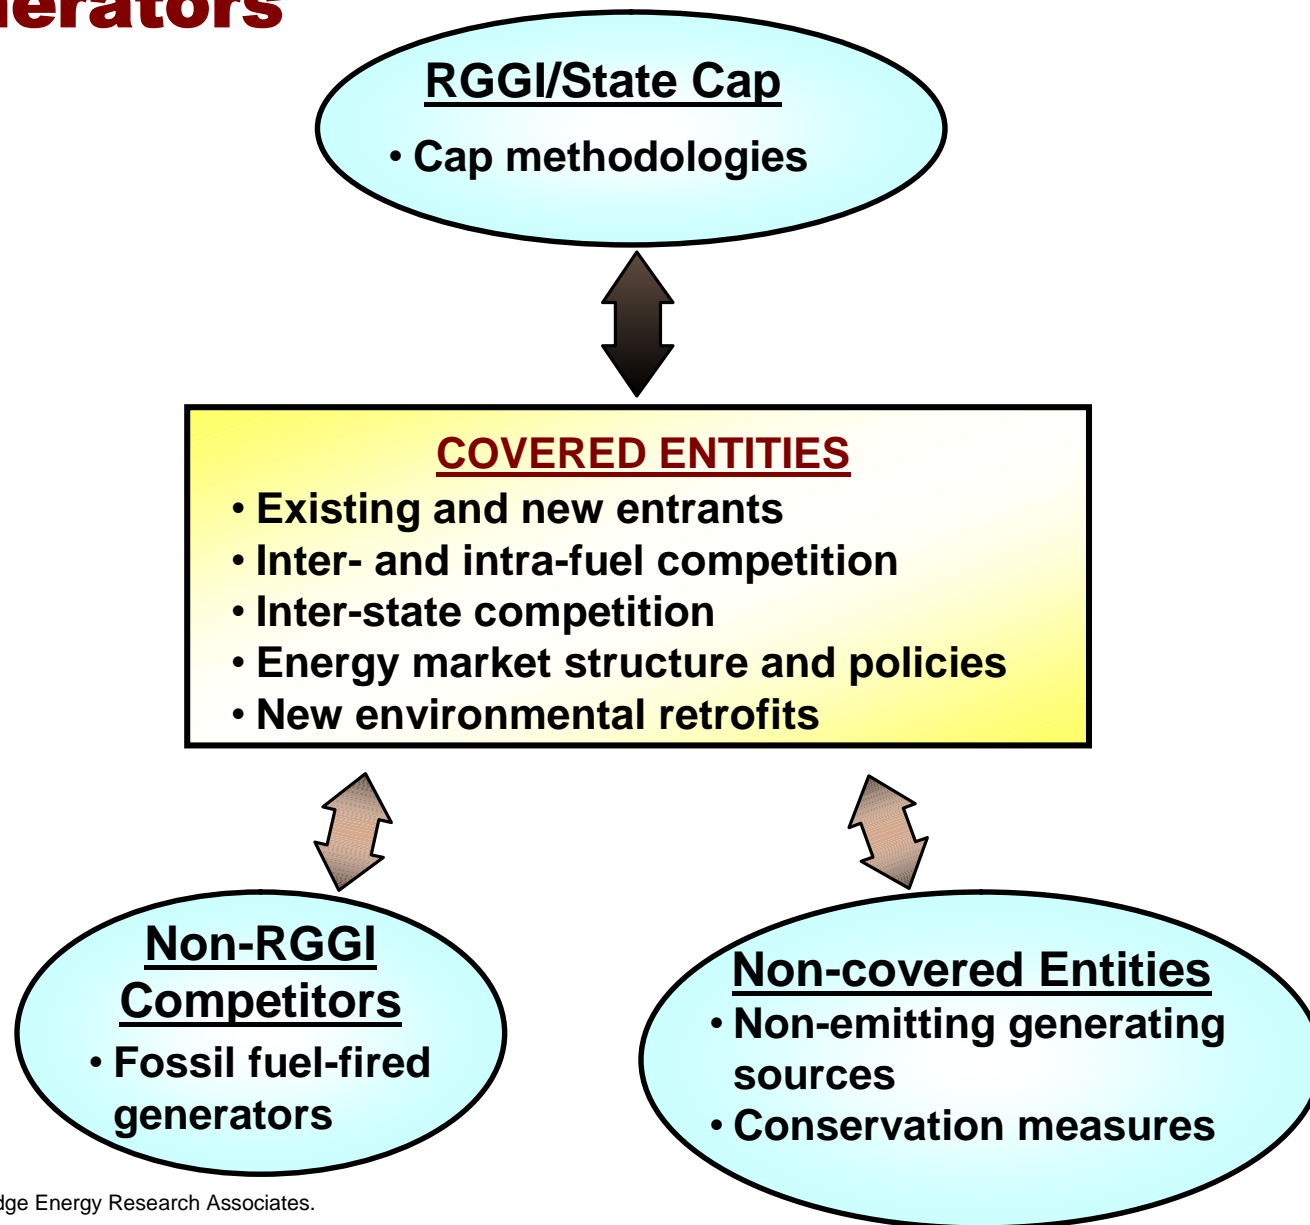 RGGI/State Cap
• Cap methodologies
COVERED ENTITIES
• Existing and new entrants
• Inter- and intra-fuel competition
• Inter-state competition
• Energy market structure and policies
• New environmental retrofits
Non-RGGI
Competitors
• Fossil fuel-fired
generators
Non-covered Entities
• Non-emitting generating
sources
• Conservation measures
Energy Research Associates.